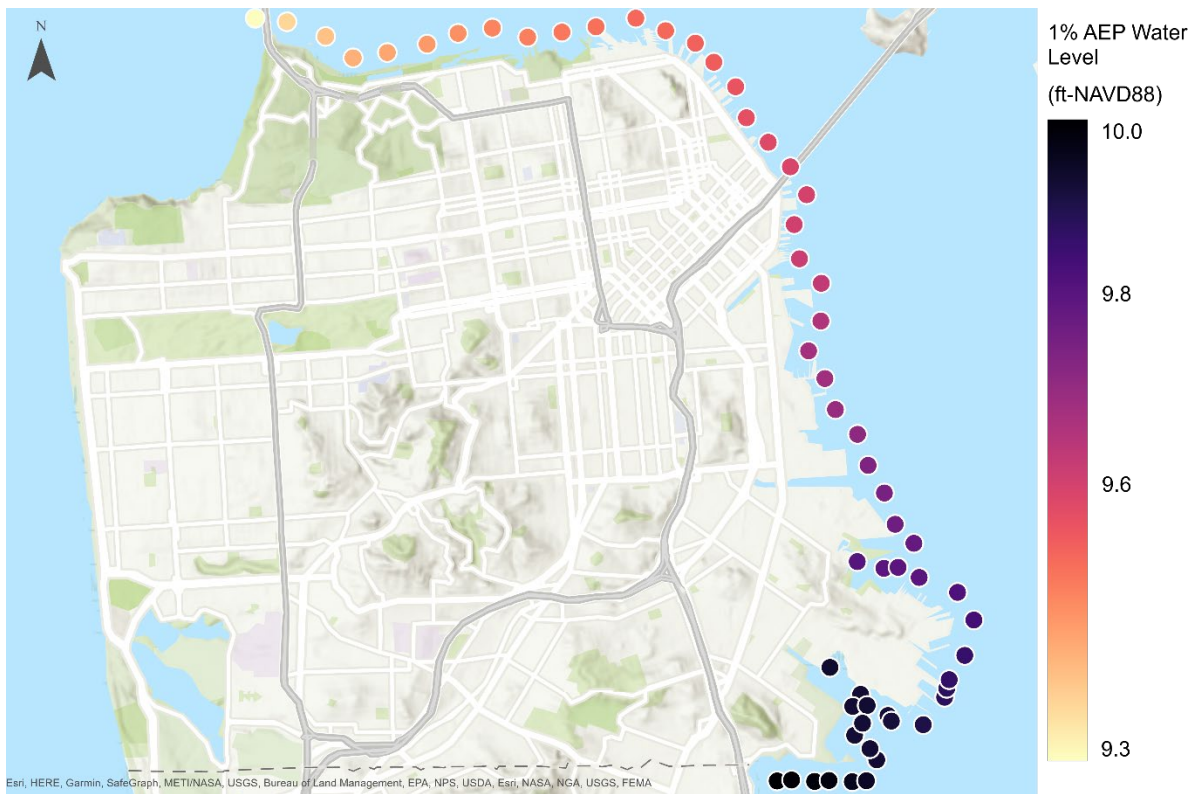 N
1% AEP Water
Level
(ft-NAVD88)
10.0
9.8
9.6
9.3
Esri, HERE, Garmin, SafeGraph, METI/NASA, USGS, Bureau of Land Management, EPA, NPS, USDA, Esri, NASA, NGA, USGS, FEMA